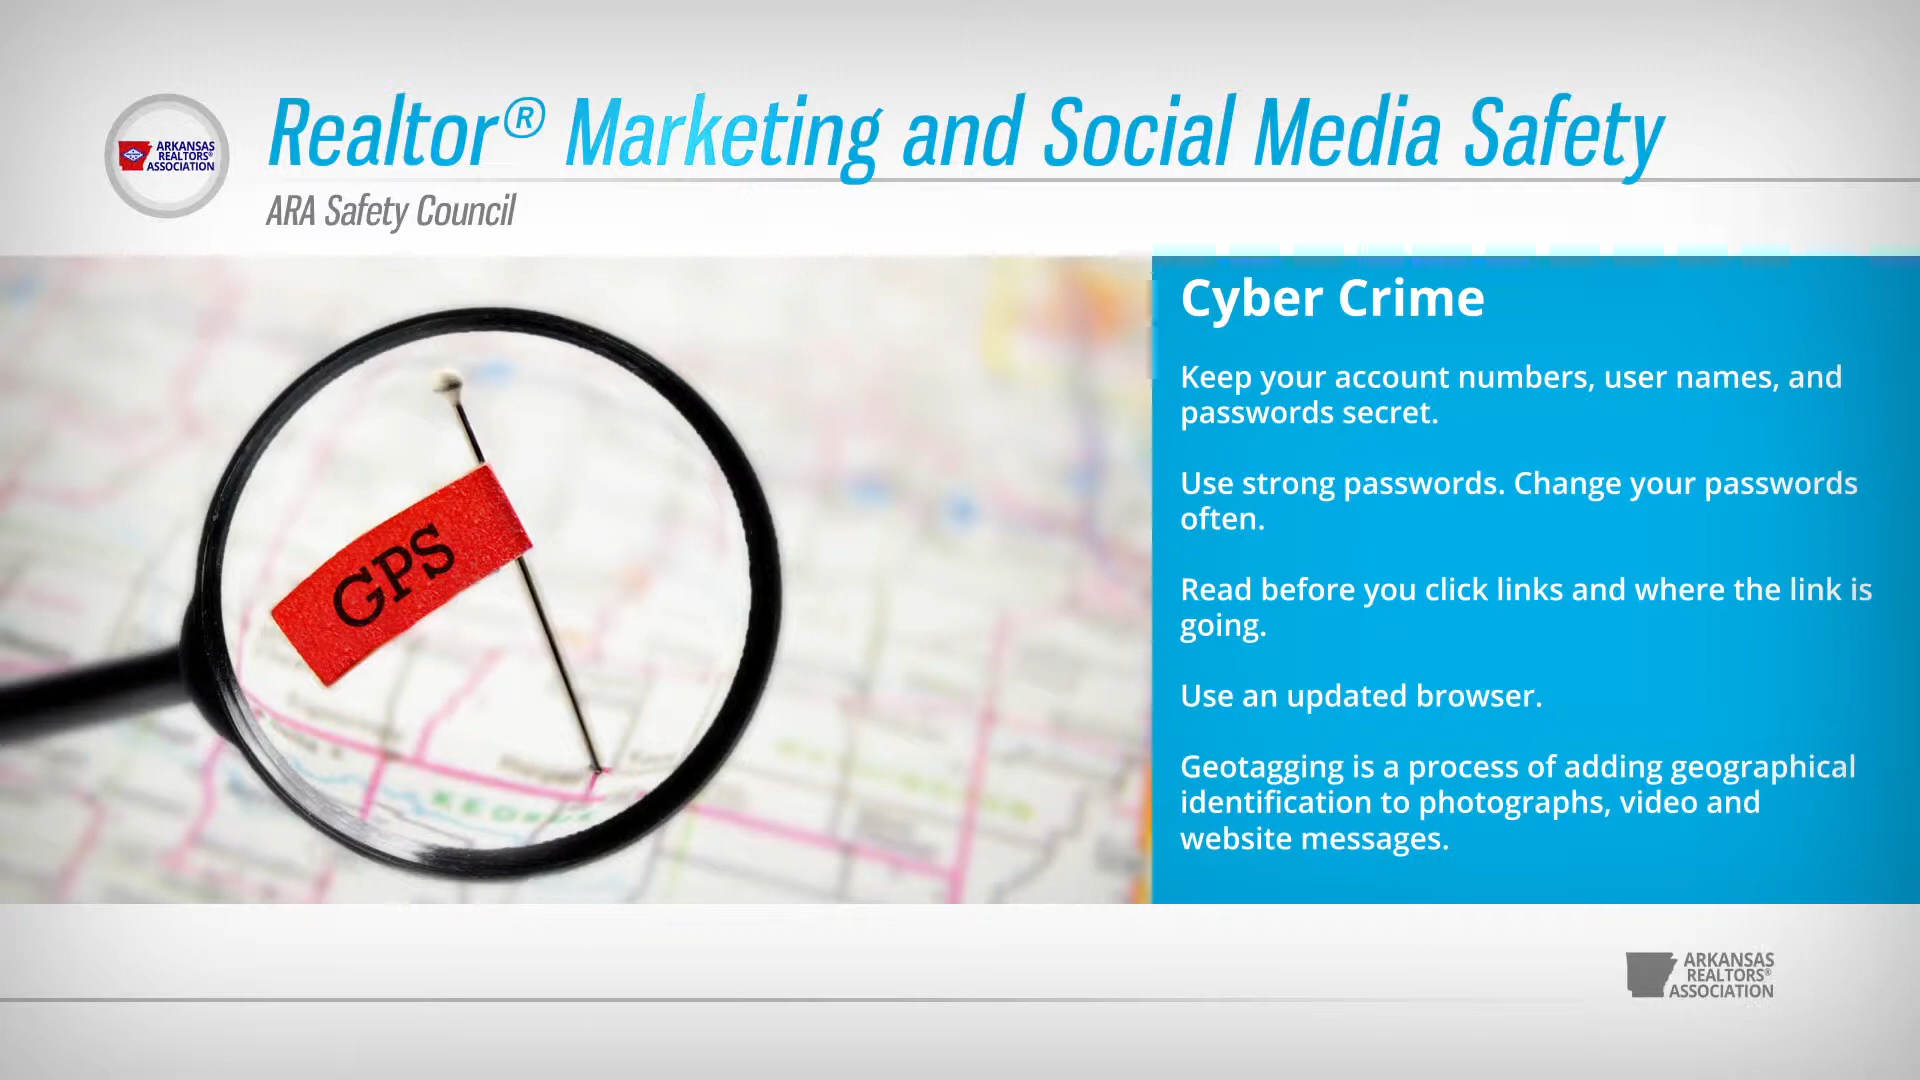 ARKANSAS
REALTORS®
ASSOCIATION
Realtor® Marketing and Social Media Safety
ARA Safety Council
GPS
Cyber Crime
Keep your account numbers, user names, and
passwords secret.
Use strong passwords. Change your passwords
often.
Read before you click links and where the link is
going.
Use an updated browser.
Geotagging is a process of adding geographical
identification to photographs, video and
website messages.
ARKANSAS
REALTORS®
ASSOCIATION